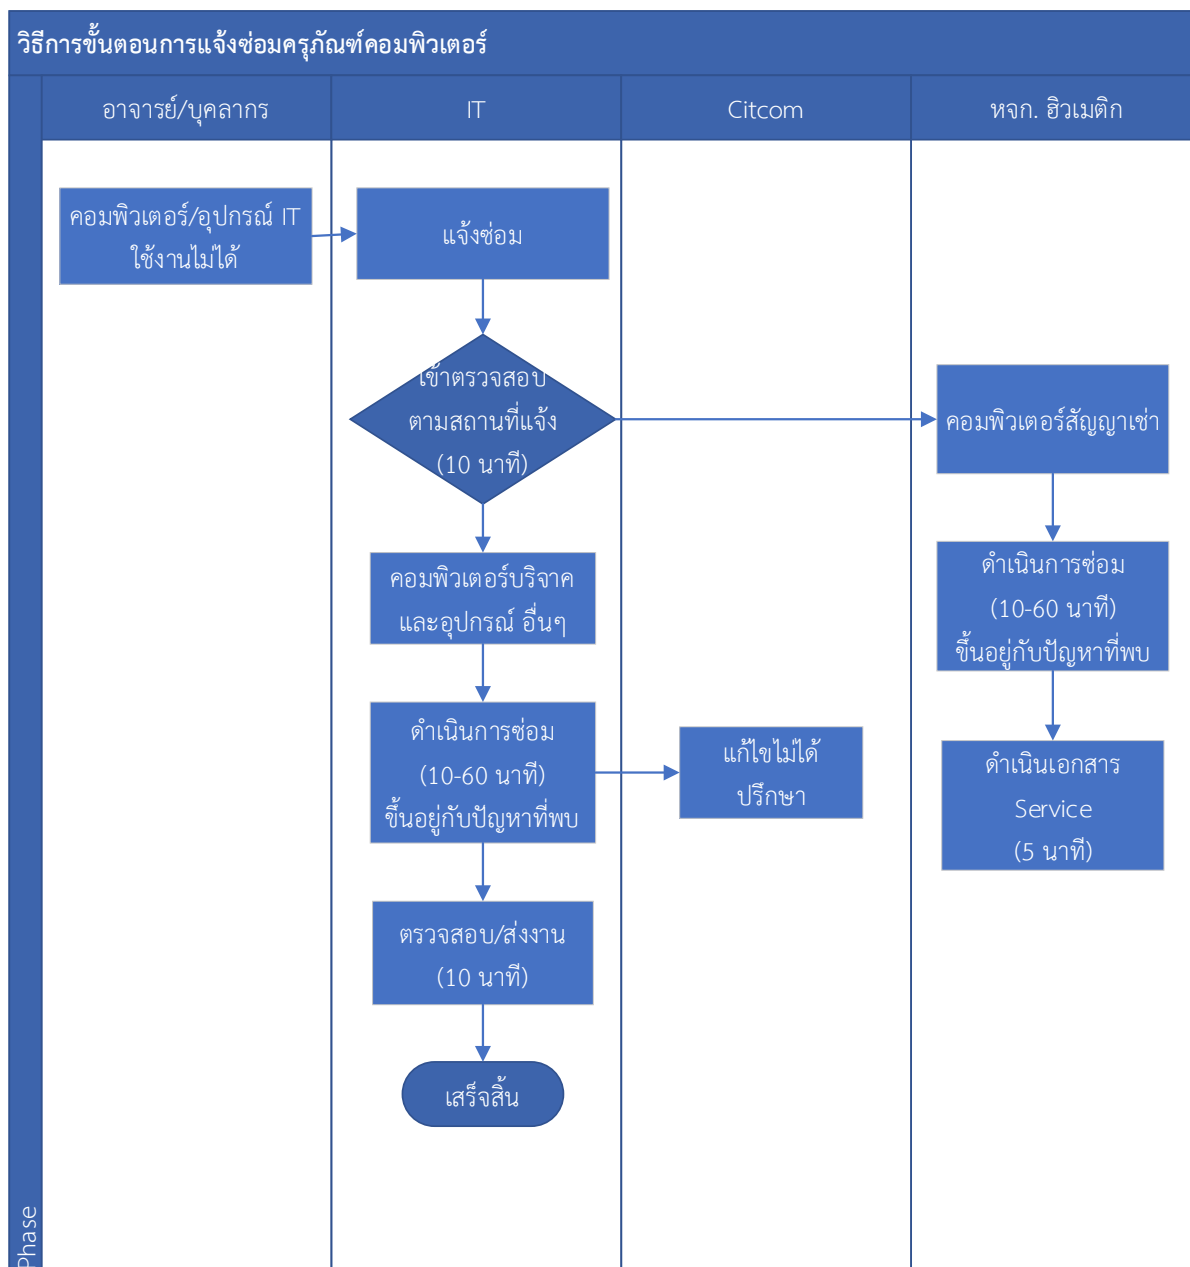 วิธีการขั้นตอนการแจ้งซ่อมครุภัณฑ์คอมพิวเตอร์
อาจารย์/บุคลากร
IT
Citcom
หจก. ฮิวเมติก
คอมพิวเตอร์/อุปกรณ์ IT
ใช้งานไม่ได้
แจ้งซ่อม
เข้าตรวจสอบ
ตามสถานที่แจ้ง
(10 นาที)
คอมพิวเตอร์สัญญาเช่า
คอมพิวเตอร์บริจาค
และอุปกรณ์ อื่นๆ
ดำเนินการซ่อม
(10-60 นาที)
ขึ้นอยู่กับปัญหาที่พบ
ดำเนินการซ่อม
(10-60 นาที)
ขึ้นอยู่กับปัญหาที่พบ
แก้ไขไม่ได้
ปรึกษา
ดำเนินเอกสาร
Service
(5 นาที)
ตรวจสอบ/ส่งงาน
(10 นาที)
เสร็จสิ้น
Phase